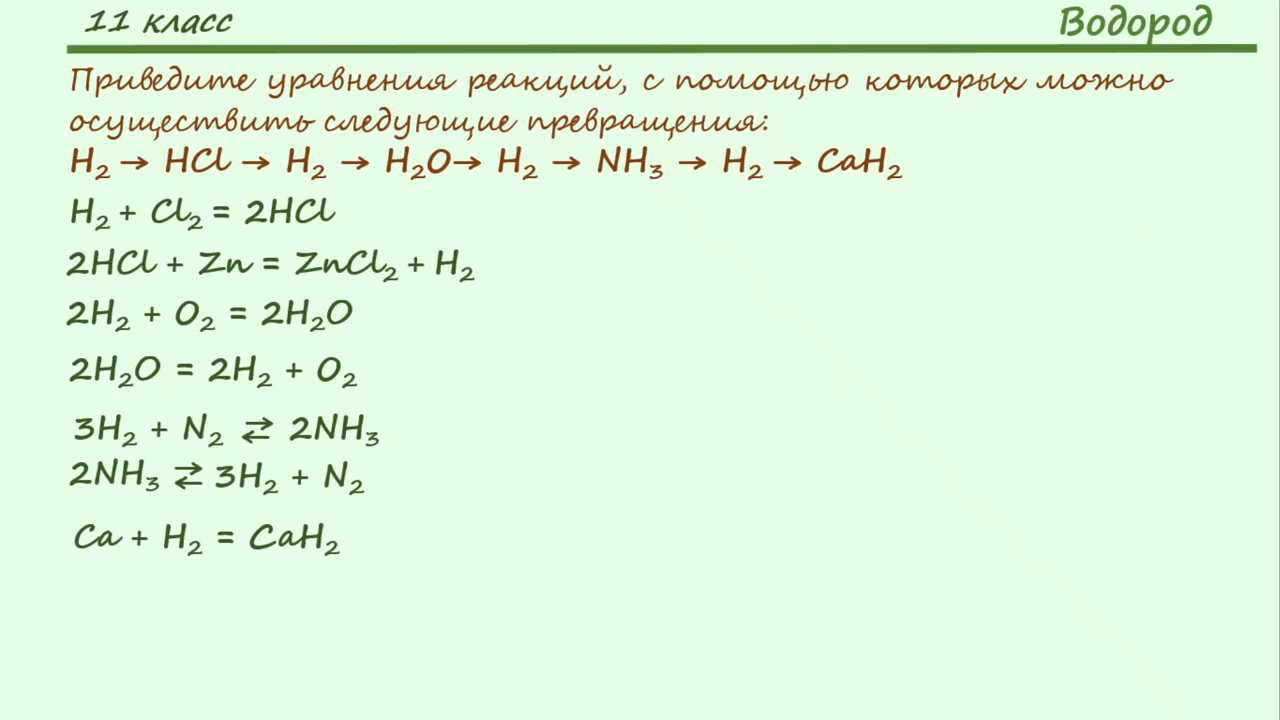 11 класс
Водород
Приведите уравнения реакций, с помощью которых можно
осуществить следующие превращения:
H₂ → HCl → H₂ → H₂O→ H₂ → NH₃ → H₂ → CaH₂
H₂ + Cl₂ = 2HCl
2HCl + Zn = ZnCl₂ + H₂
2H₂ + O₂ = 2H₂O
2H₂O = 2H₂ + O₂
3H₂ + N₂ ⇄ 2NH₃
2NH₃ ⇄ 3H₂ + N₂
Ca + H₂ = CaH₂